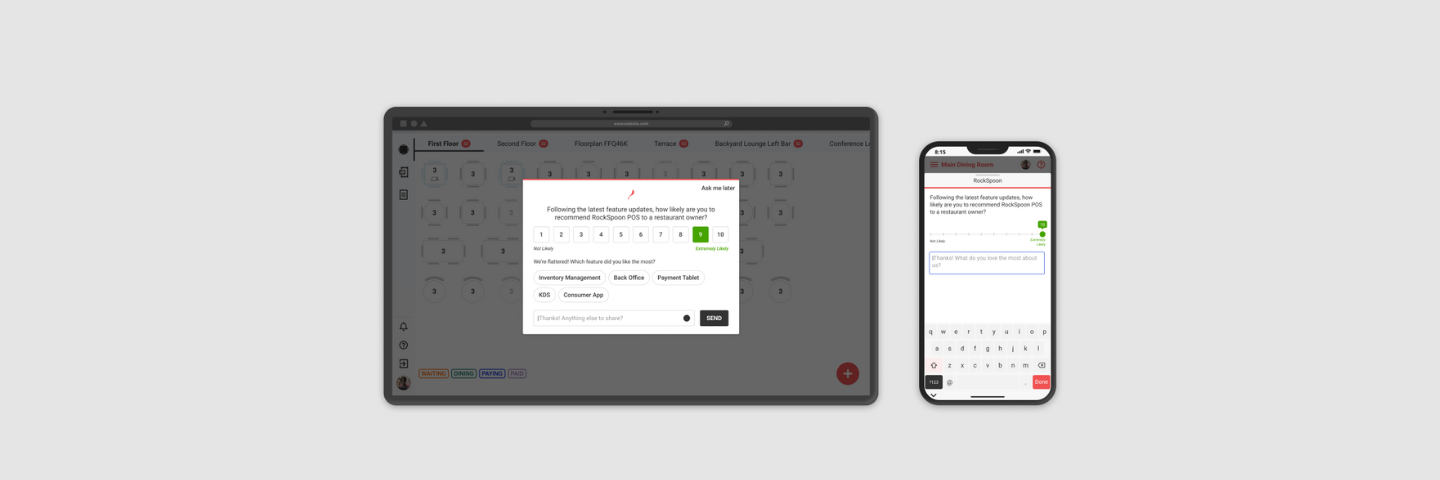 First Floor
Second Floor
Floorplan FFQ46K
Terrace
Backyard Lounge Left Bar
Conference L
3 3 3 3 3 3 3 3 3
Ask me later
Following the latest feature updates, how likely are you to
recommend RockSpoon POS to a restaurant owner?
1 2 3 4 5 6 7 8 9 10
Not Likely
Extremely Likely
We're flattered! Which feature did you like the most?
Inventory Management
Back Office
Payment Tablet
KDS
Consumer App
Thanks! Anything else to share?
SEND
3 3 3 3
3 3 3
3 3 3 3
WAITING
DINING
PAYING
PAID
8:15
Main Dining Room
RockSpoon
Following the latest feature updates, how
likely are you to recommend RockSpoon POS
to a restaurant owner?
10
Not Likely
Extremely
Likely
Thanks! What do you love the most about
us?
q w e r t y u i o p
a s d f g h j k l
z x c v b n m
*123
@
.
Done